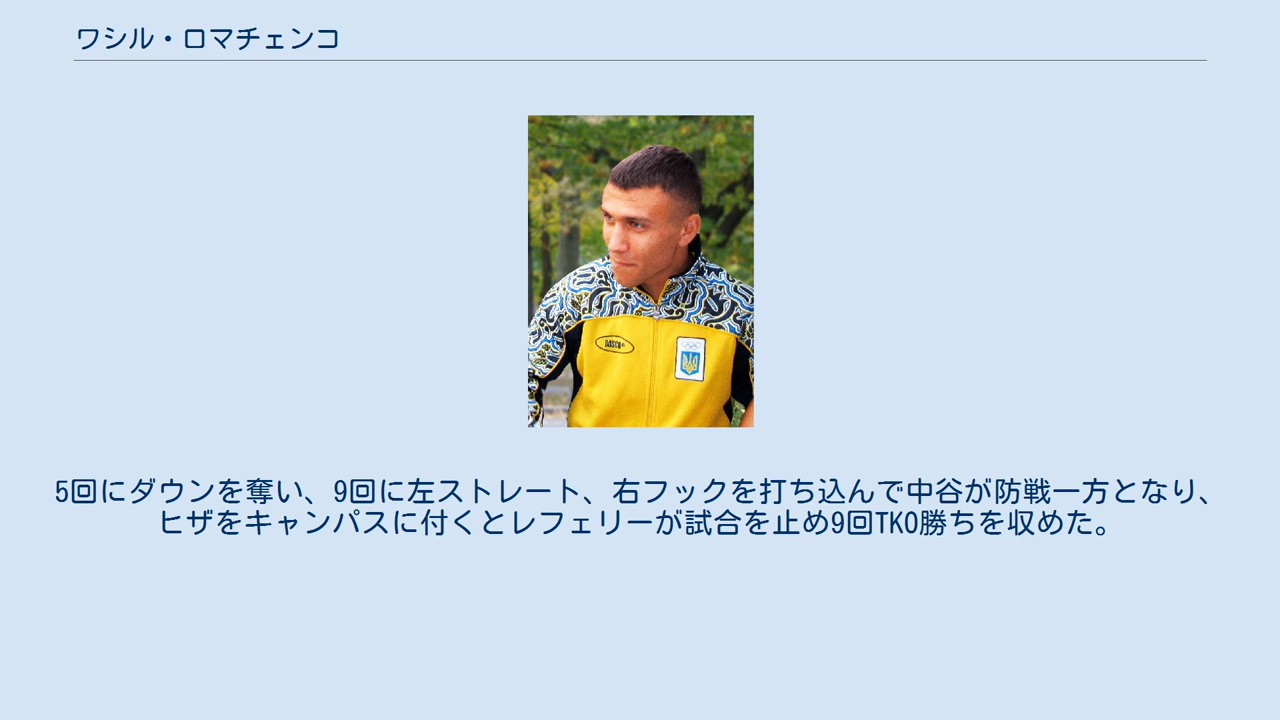 ワシル・ロマチェンコ
5回にダウンを奪い、9回に左ストレート、右フックを打ち込んで中谷が防戦一方となり、
ヒザをキャンパスに付くとレフェリーが試合を止め9回TKO勝ちを収めた。